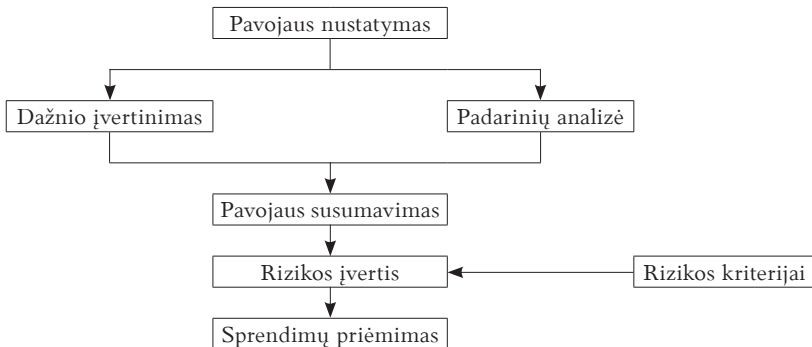 Pavojaus nustatymas
Dažnio įvertinimas
Padarinių analizė
Pavojaus susumavimas
Rizikos įvertis
Rizikos kriterijai
Sprendimų priėmimas